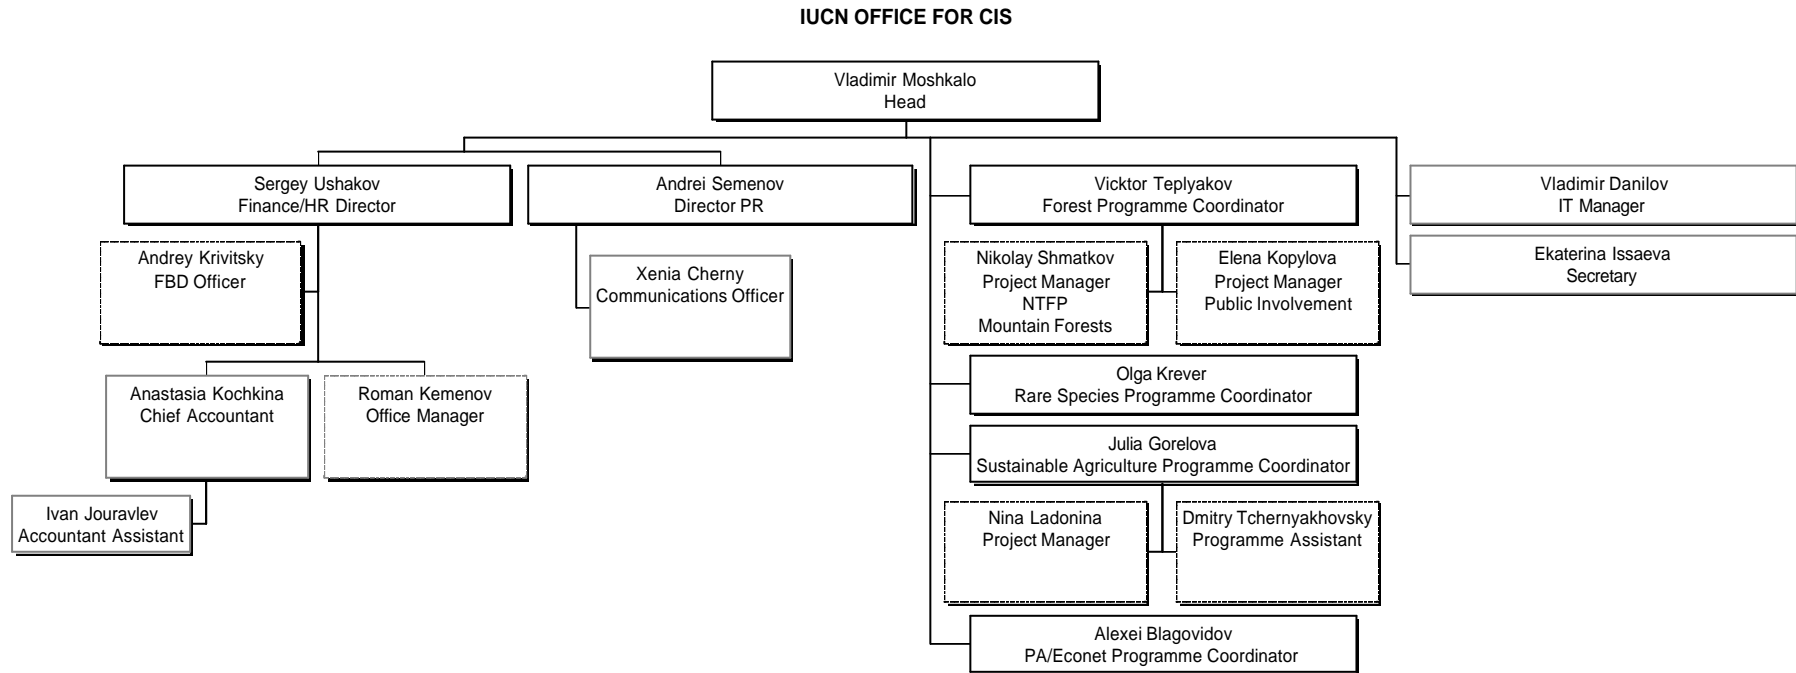 IUCN OFFICE FOR CIS
Vladimir Moshkalo
Head
Sergey Ushakov
Finance/HR Director
Andrei Semenov
Director PR
Vicktor Teplyakov
Forest Programme Coordinator
Vladimir Danilov
IT Manager
Andrey Krivitsky
FBD Officer
Xenia Cherny
Communications Officer
Nikolay Shmatkov
Project Manager
NTFP
Mountain Forests
Elena Kopylova
Project Manager
Public Involvement
Ekaterina Issaeva
Secretary
Anastasia Kochkina
Chief Accountant
Roman Kemenov
Office Manager
Olga Krever
Rare Species Programme Coordinator
Julia Gorelova
Sustainable Agriculture Programme Coordinator
Ivan Jouravlev
Accountant Assistant
Nina Ladonina
Project Manager
Dmitry Tchernyakhovsky
Programme Assistant
Alexei Blagovidov
PA/Econet Programme Coordinator